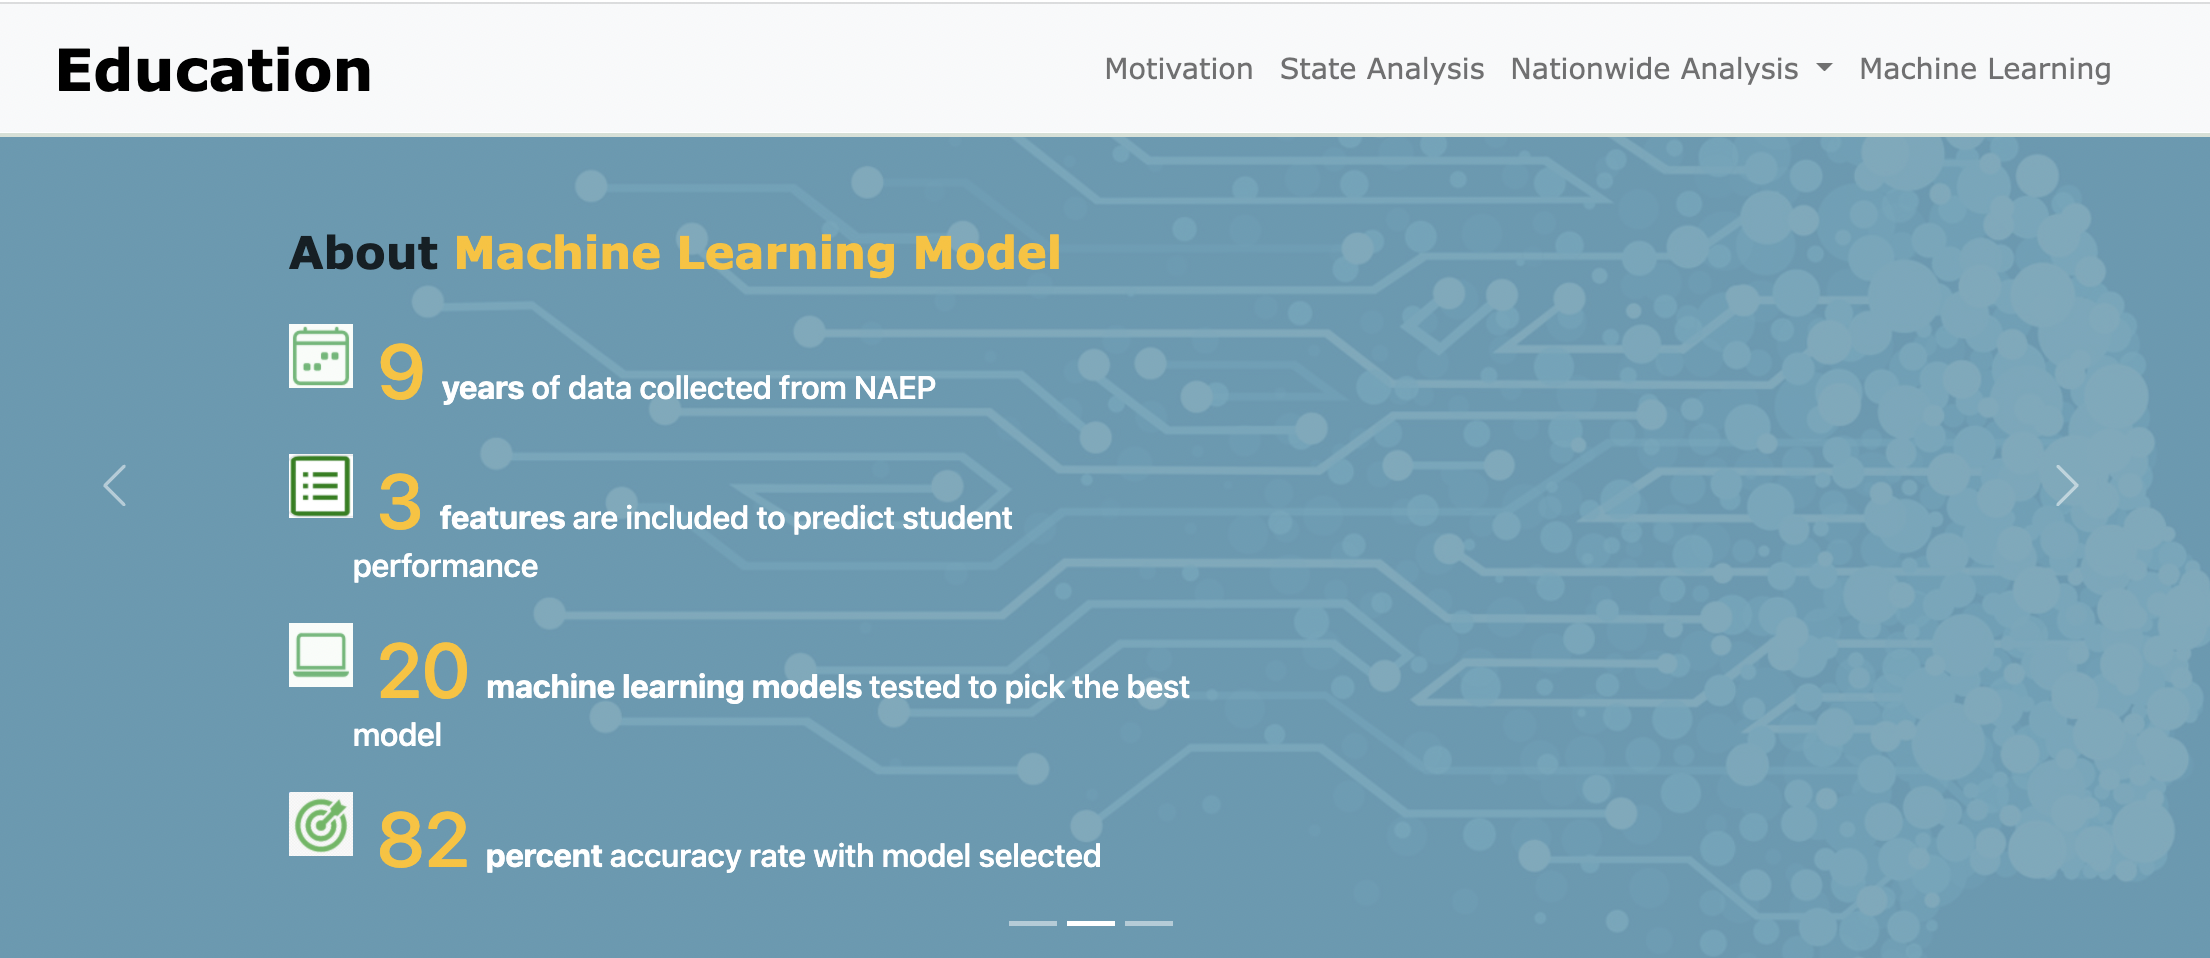 Education
Motivation State Analysis Nationwide Analysis Machine Learning
About Machine Learning Model
9 years of data collected from NAEP
3 features are included to predict student
performance
20 machine learning models tested to pick the best
model
82 percent accuracy rate with model selected